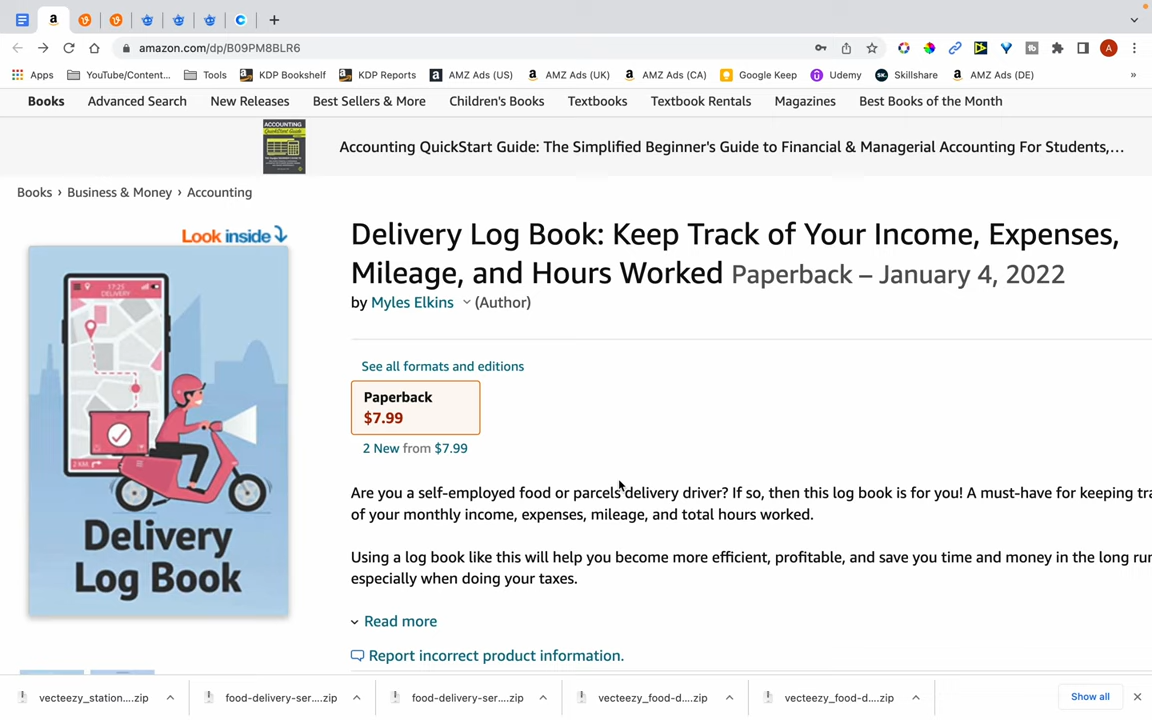 amazon.com/dp/B09PM8BLR6
A
Apps YouTube/Content... Tools KDP Bookshelf KDP Reports AMZ Ads (US) AMZ Ads (UK) AMZ Ads (CA) Google Keep Udemy Skillshare AMZ Ads (DE) »
Books Advanced Search New Releases Best Sellers & More Children's Books Textbooks Textbook Rentals Magazines Best Books of the Month
ACCOUNTING
Accounting QuickStart Guide: The Simplified Beginner's Guide to Financial & Managerial Accounting For Students,...
Books › Business & Money › Accounting
Look inside
Delivery Log Book: Keep Track of Your Income, Expenses,
Mileage, and Hours Worked Paperback – January 4, 2022
by Myles Elkins (Author)
17:25
DELIVERY
Delivery
Log Book
See all formats and editions
Paperback
$7.99
2 New from $7.99
Are you a self-employed food or parcels delivery driver? If so, then this log book is for you! A must-have for keeping tra
of your monthly income, expenses, mileage, and total hours worked.
Using a log book like this will help you become more efficient, profitable, and save you time and money in the long run
especially when doing your taxes.
Read more
Report incorrect product information.
vecteezy_station....zip food-delivery-ser....zip food-delivery-ser....zip vecteezy_food-d....zip vecteezy_food-d....zip Show all